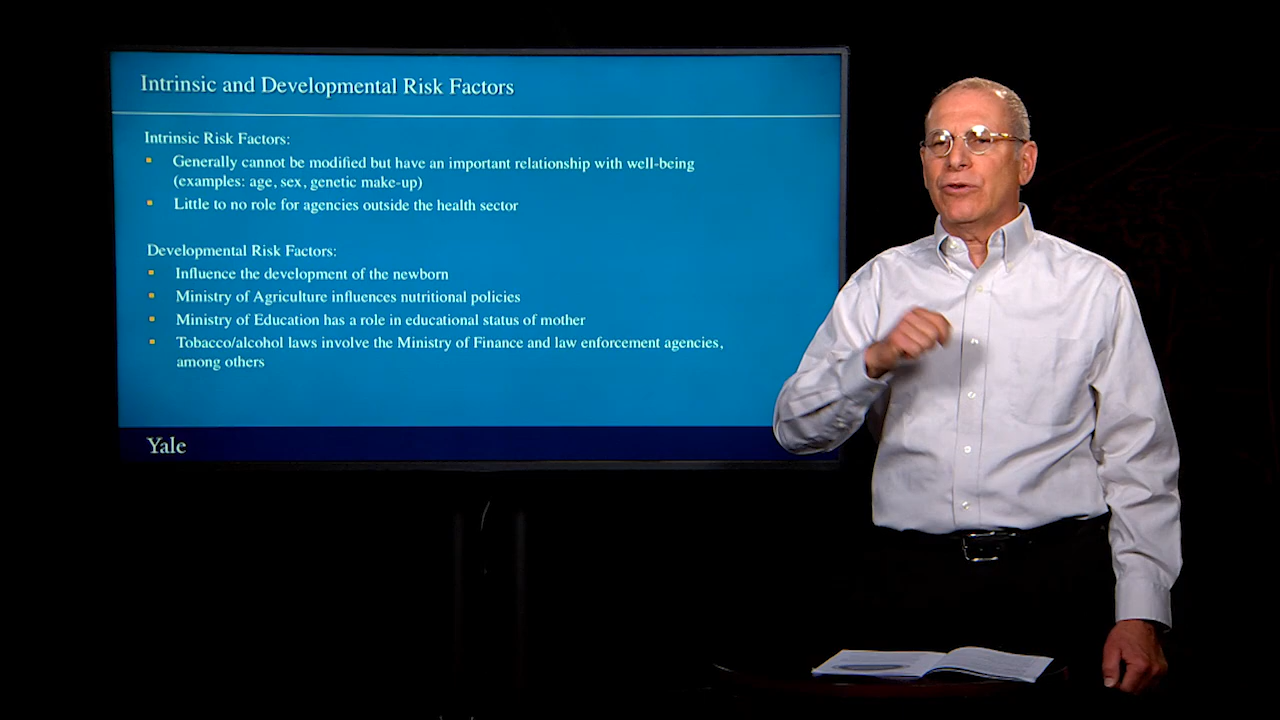 Intrinsic and Developmental Risk Factors
Intrinsic Risk Factors:
▪ Generally cannot be modified but have an important relationship with well-being
(examples: age, sex, genetic make-up)
▪ Little to no role for agencies outside the health sector
Developmental Risk Factors:
▪ Influence the development of the newborn
▪ Ministry of Agriculture influences nutritional policies
▪ Ministry of Education has a role in educational status of mother
▪ Tobacco/alcohol laws involve the Ministry of Finance and law enforcement agencies,
among others
Yale